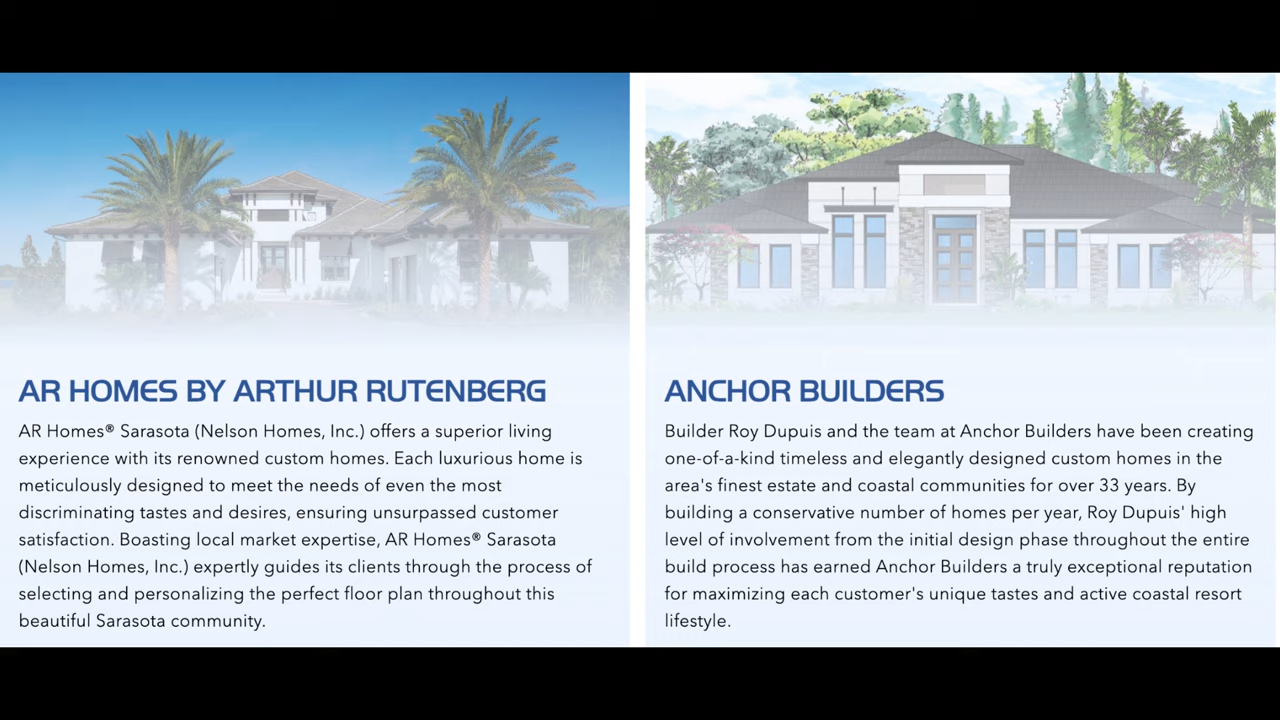 AR HOMES BY ARTHUR RUTENBERG
AR Homes® Sarasota (Nelson Homes, Inc.) offers a superior living
experience with its renowned custom homes. Each luxurious home is
meticulously designed to meet the needs of even the most
discriminating tastes and desires, ensuring unsurpassed customer
satisfaction. Boasting local market expertise, AR Homes® Sarasota
(Nelson Homes, Inc.) expertly guides its clients through the process of
selecting and personalizing the perfect floor plan throughout this
beautiful Sarasota community.
ANCHOR BUILDERS
Builder Roy Dupuis and the team at Anchor Builders have been creating
one-of-a-kind timeless and elegantly designed custom homes in the
area's finest estate and coastal communities for over 33 years. By
building a conservative number of homes per year, Roy Dupuis' high
level of involvement from the initial design phase throughout the entire
build process has earned Anchor Builders a truly exceptional reputation
for maximizing each customer's unique tastes and active coastal resort
lifestyle.